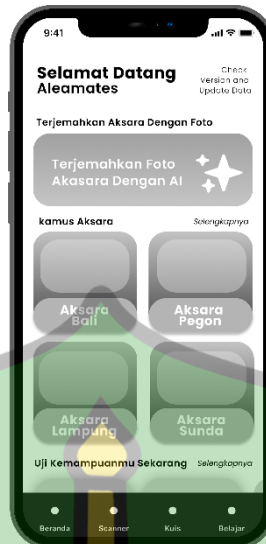 9:41
Selamat Datang
Aleamates
Check
Version and
Update Data
Terjemahkan Aksara Dengan Foto
Terjemahkan Foto
Akasara Dengan AI
kamus Aksara
Selengkapnya
Aksara
Bali
Aksara
Pegon
Aksara
Lampung
Aksara
Sunda
Uji Kemampuanmu Sekarang
Selengkapnya
Beranda
Scanner
Kuis
Belajar